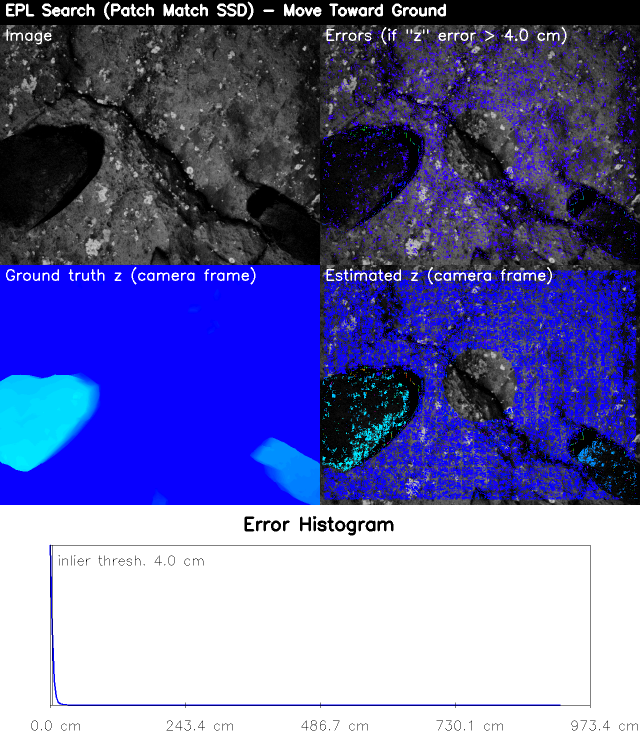 EPL Search (Patch Match SSD) - Move Toward Ground
Image
Errors (if "z" error > 4.0 cm)
Ground truth z (camera frame)
Estimated z (camera frame)
Error Histogram
inlier thresh. 4.0 cm
0.0 cm
243.4 cm
486.7 cm
730.1 cm
973.4 cm